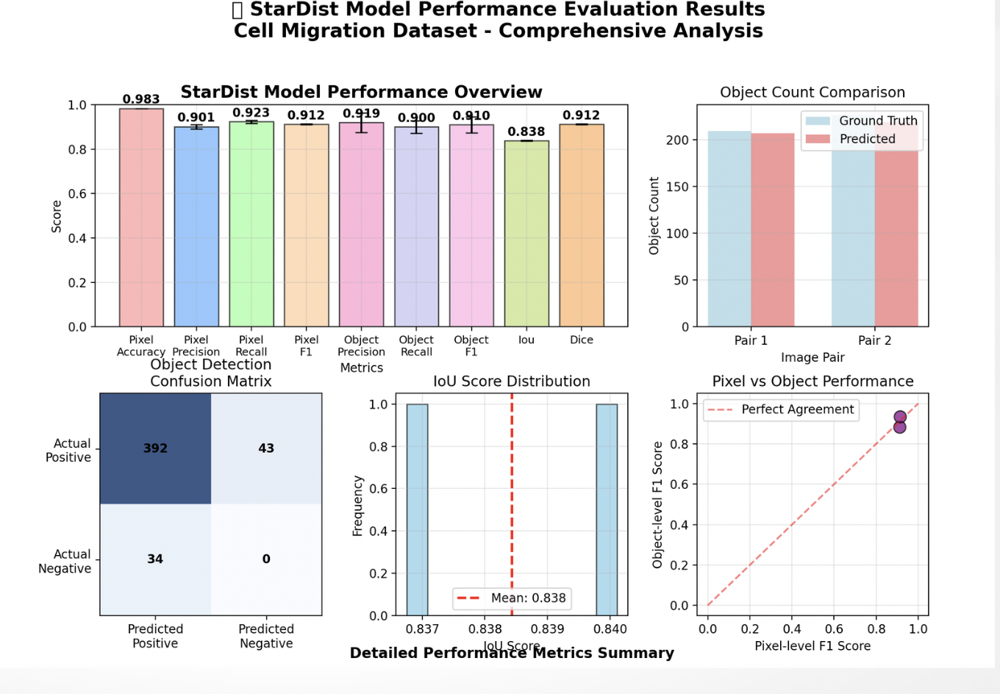 StarDist Model Performance Evaluation Results
Cell Migration Dataset - Comprehensive Analysis
StarDist Model Performance Overview
0.983
0.901
0.923
0.912
0.919
0.900
0.910
0.838
0.912
1.0
0.8
0.6
0.4
0.2
0.0
Score
Pixel
Accuracy
Pixel
Precision
Pixel
Recall
Pixel
F1
Object
Precision
Object
Recall
Object
F1
Iou
Dice
Metrics
Object Count Comparison
Ground Truth
Predicted
200
150
100
50
0
Object Count
Pair 1
Pair 2
Image Pair
Object Detection
Confusion Matrix
Actual
Positive
392
43
Actual
Negative
34
0
Predicted
Positive
Predicted
Negative
IoU Score Distribution
1.0
0.8
0.6
0.4
0.2
0.0
Frequency
Mean: 0.838
0.837
0.838
0.839
0.840
IoU Score
Pixel vs Object Performance
Perfect Agreement
1.0
0.8
0.6
0.4
0.2
0.0
Object-level F1 Score
0.0
0.2
0.4
0.6
0.8
1.0
Pixel-level F1 Score
Detailed Performance Metrics Summary